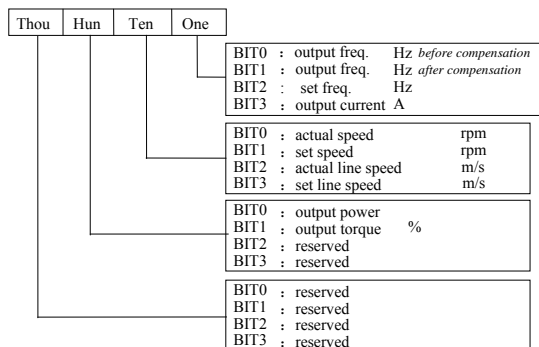 Thou Hun Ten One
BIT0 : output freq. Hz before compensation
BIT1 : output freq. Hz after compensation
BIT2 : set freq. Hz
BIT3 : output current A
BIT0 : actual speed rpm
BIT1 : set speed rpm
BIT2 : actual line speed m/s
BIT3 : set line speed m/s
BIT0 : output power
BIT1 : output torque %
BIT2 : reserved
BIT3 : reserved
BIT0 : reserved
BIT1 : reserved
BIT2 : reserved
BIT3 : reserved